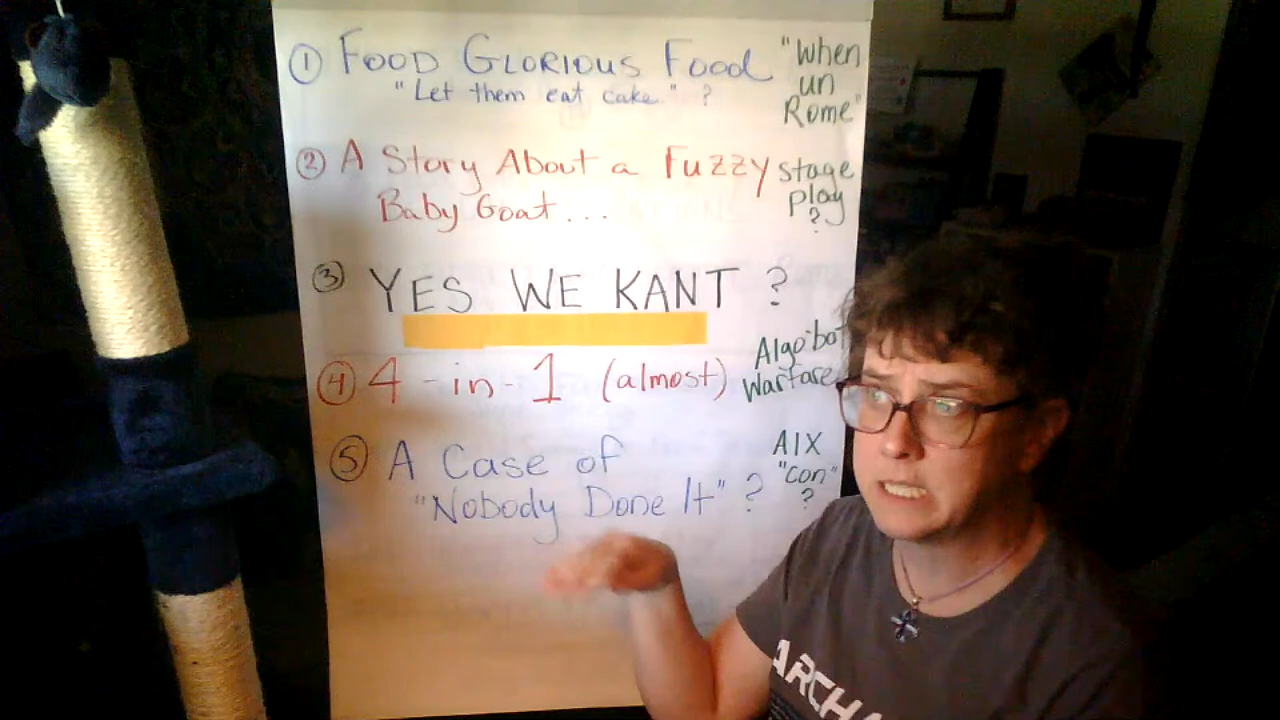 ① FOOD GLORIOUS Food
"Let them eat cake" ?
"When
un
Rome"
② A Story About a Fuzzy
Baby Goat...
stage
play
?
③ YES WE KANT ?
④ 4 -in-1 (almost)
Algo'bot
Warfare
⑤ A Case of
"Nobody Done It" ?
AIX
"Con"
?
ARCHA